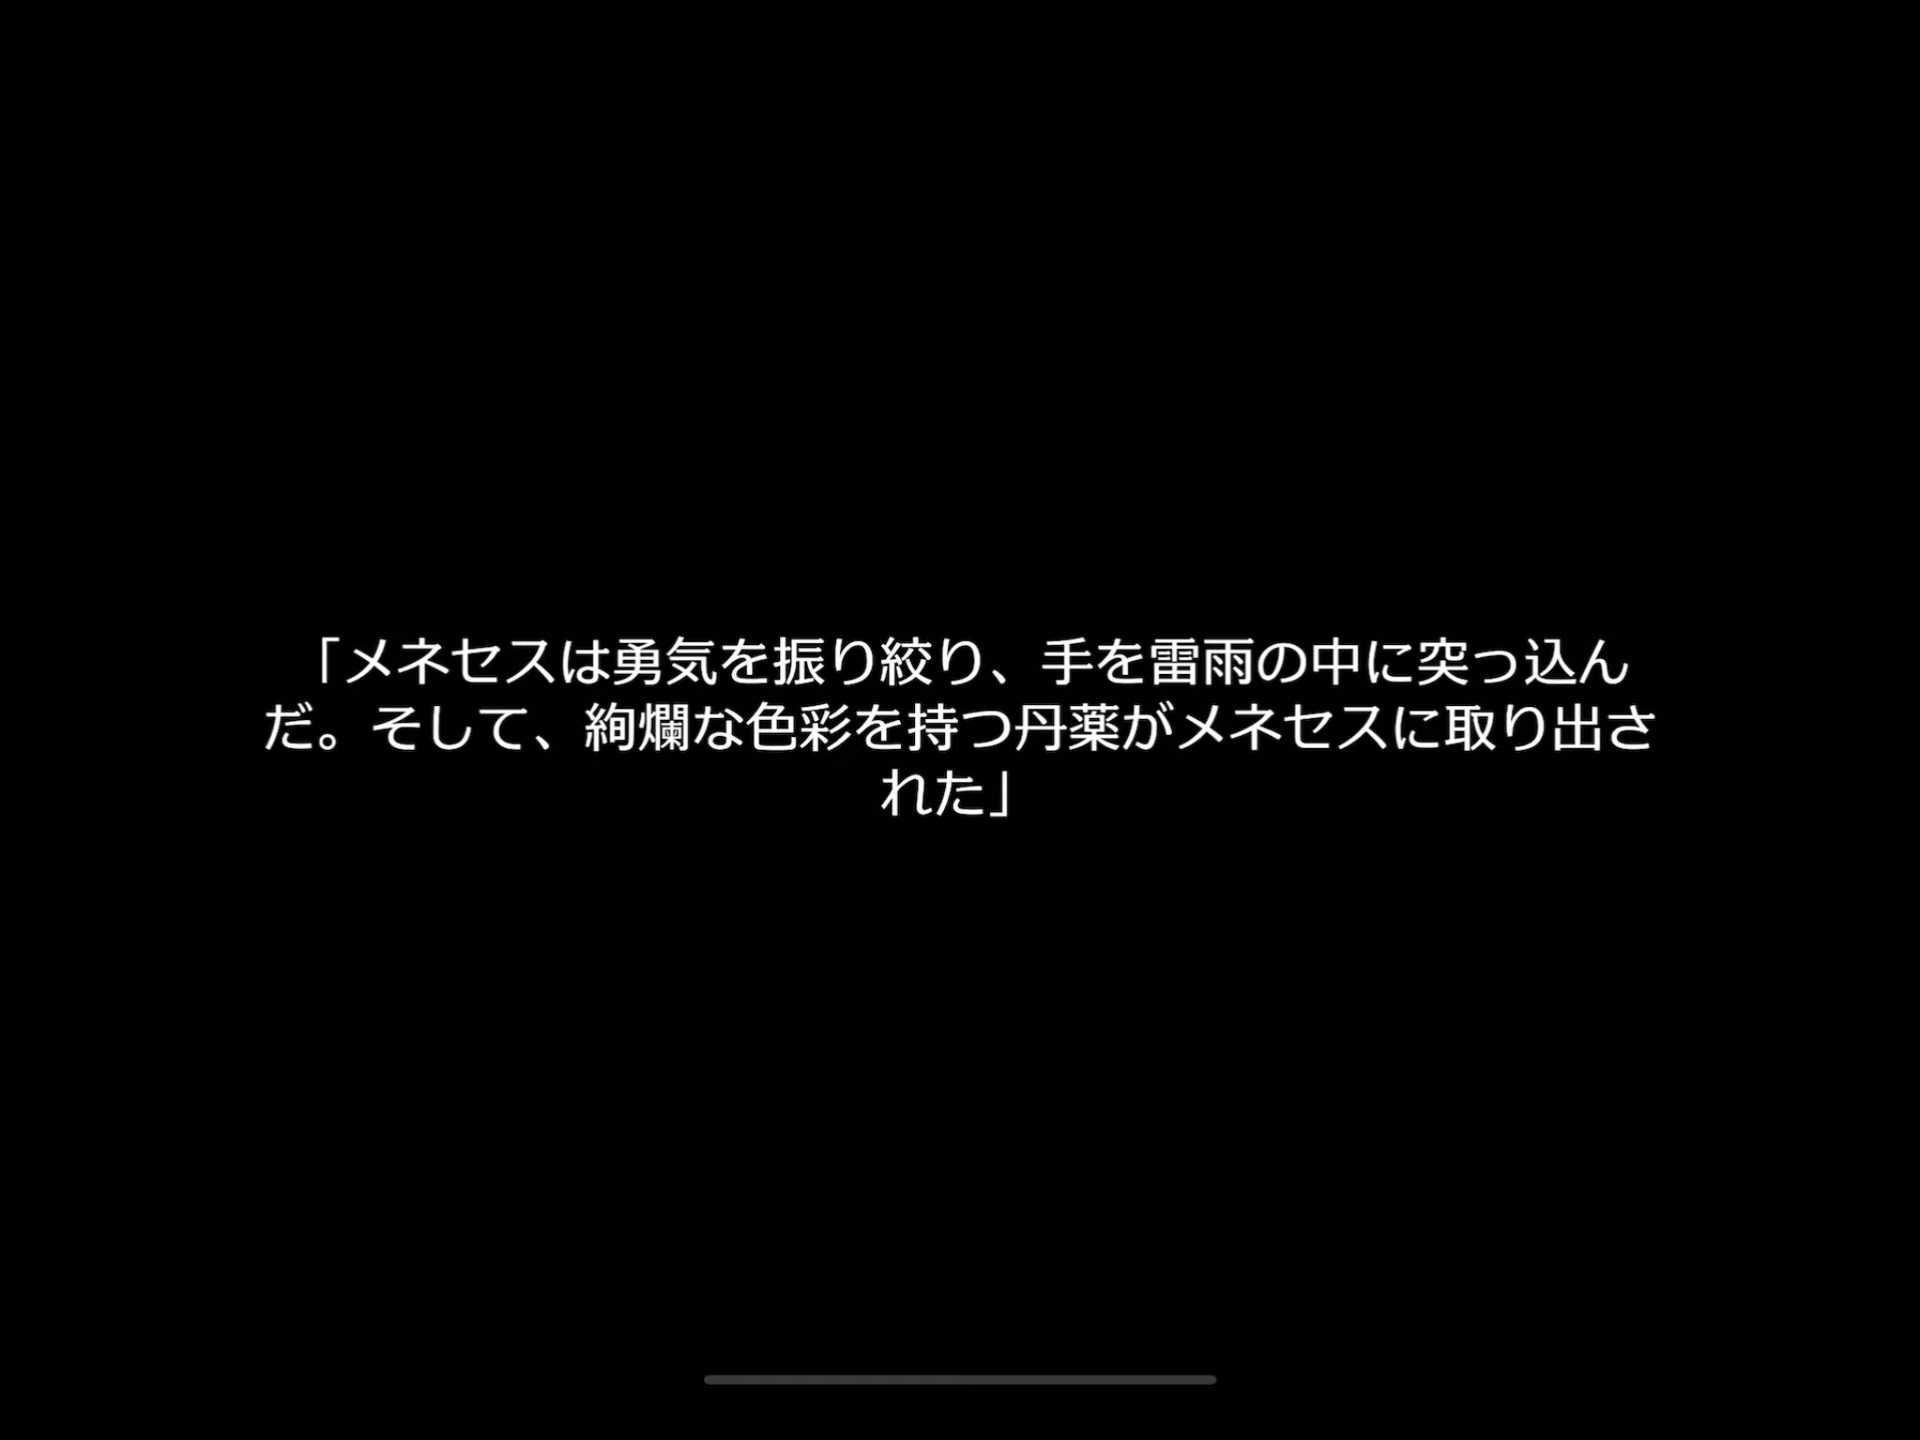 「メネセスは勇気を振り絞り、手を雷雨の中に突っ込ん
だ。そして、絢爛な色彩を持つ丹薬がメネセスに取り出さ
れた」